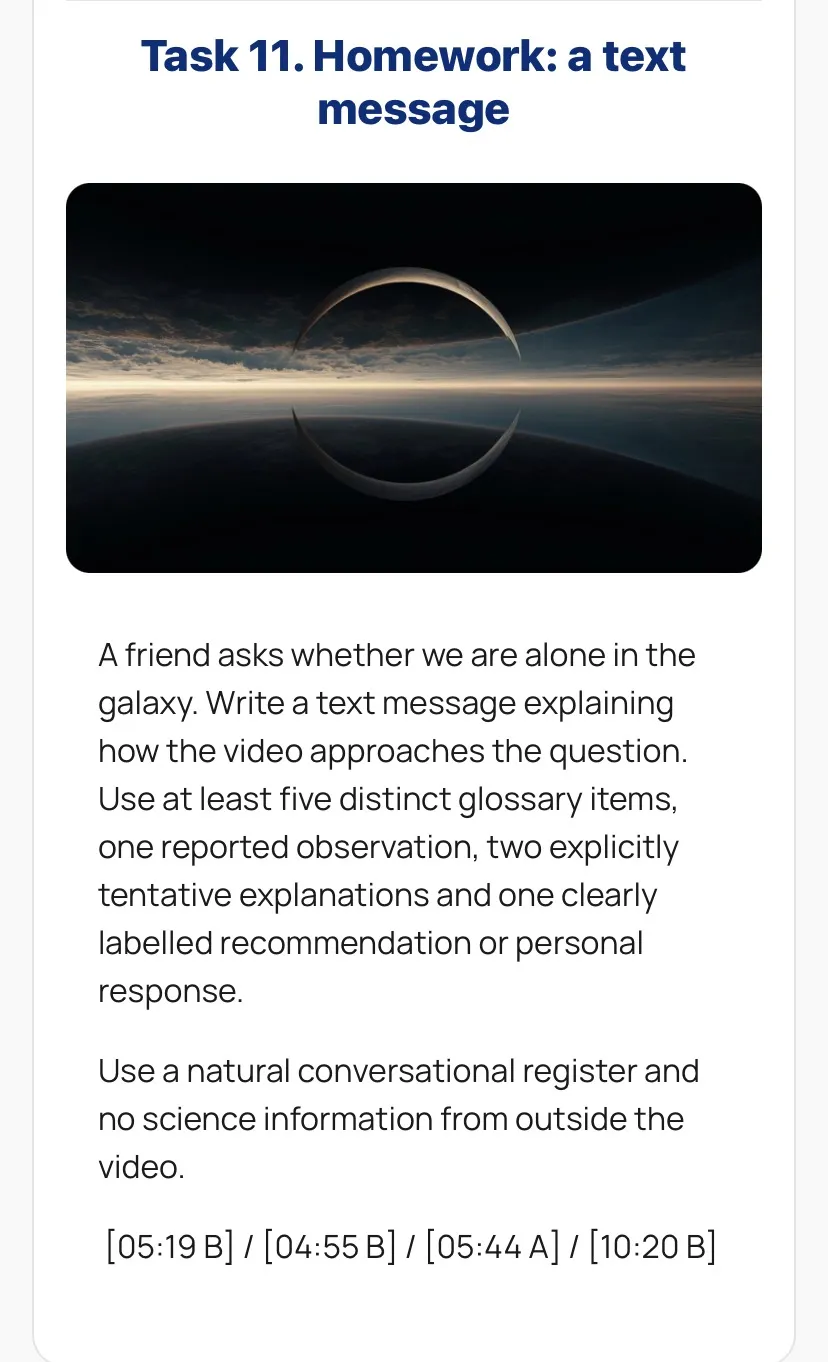 Task 11. Homework: a text
message
A friend asks whether we are alone in the
galaxy. Write a text message explaining
how the video approaches the question.
Use at least five distinct glossary items,
one reported observation, two explicitly
tentative explanations and one clearly
labelled recommendation or personal
response.
Use a natural conversational register and
no science information from outside the
video.
[05:19 B] / [04:55 B] / [05:44 A] / [10:20 B]